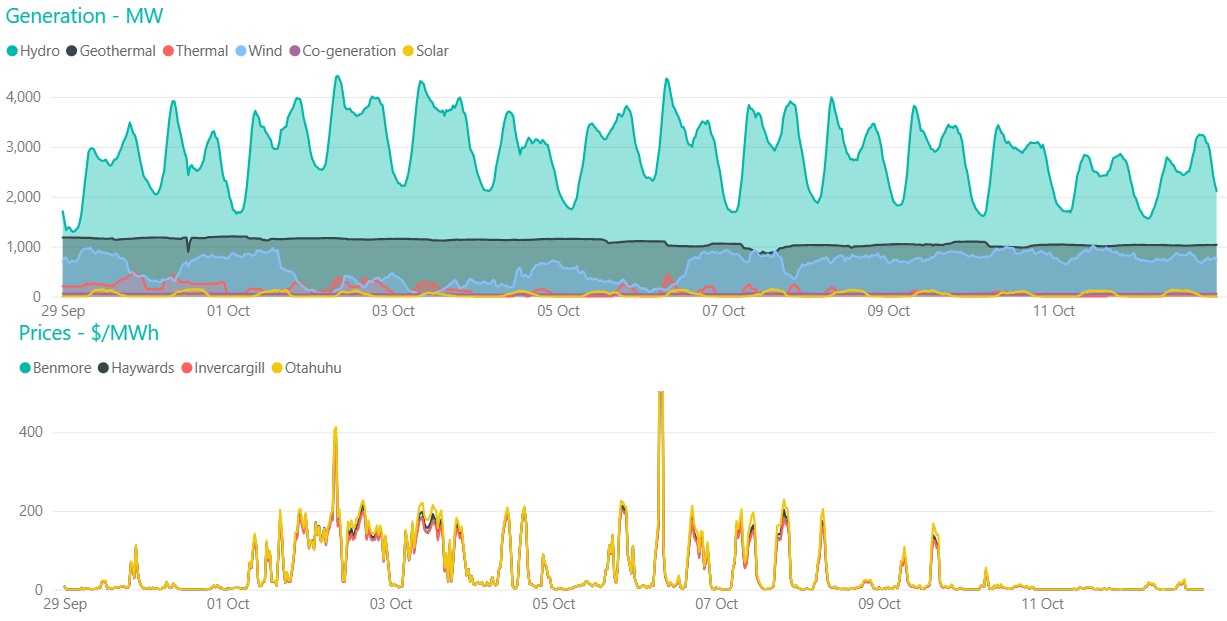 Generation - MW
Hydro Geothermal Thermal Wind Co-generation Solar
4,000
3,000
2,000
1,000
0
29 Sep 01 Oct 03 Oct 05 Oct 07 Oct 09 Oct 11 Oct
Prices - $/MWh
Benmore Haywards Invercargill Otahuhu
400
200
0
29 Sep 01 Oct 03 Oct 05 Oct 07 Oct 09 Oct 11 Oct